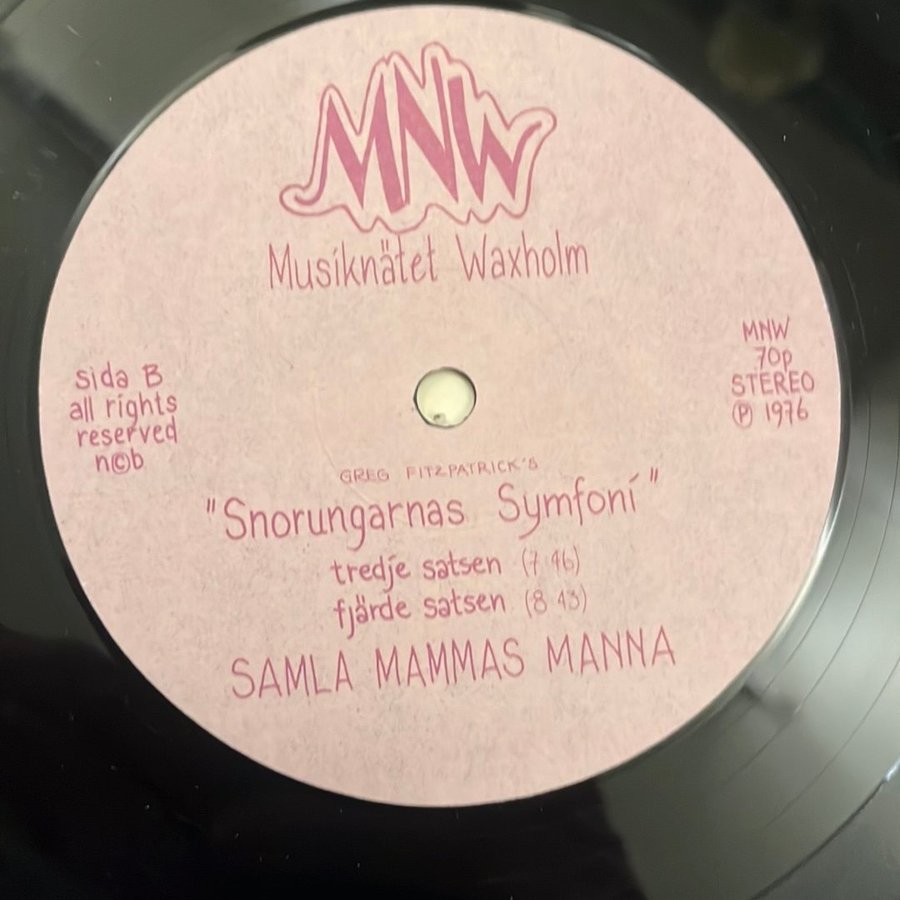 MNW
Musiknätet Waxholm
sida B
all rights
reserved
n©b
MNW
70p
STEREO
Ⓟ 1976
GREG FITZPATRICK'S
"Snorungarnas Symfoni"
tredje satsen (7 46)
fjärde satsen (8 43)
SAMLA MAMMAS MANNA